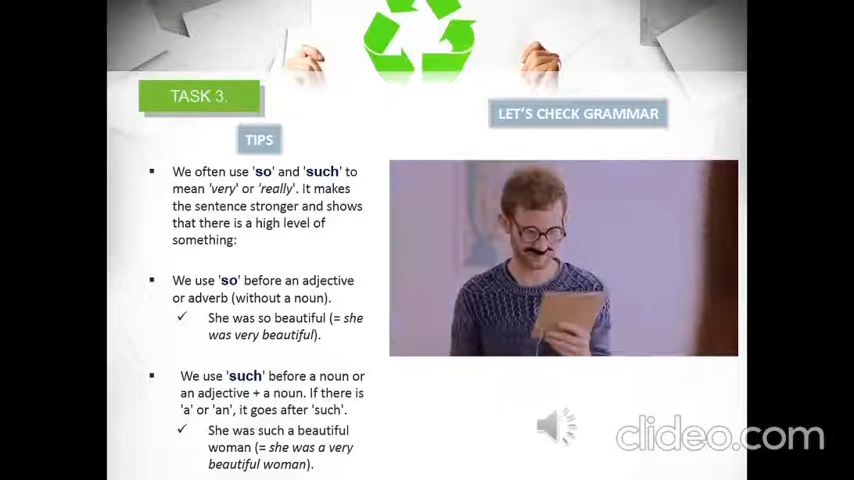 TASK 3.
LET'S CHECK GRAMMAR
TIPS
We often use 'so' and 'such' to
mean 'very' or 'really'. It makes
the sentence stronger and shows
that there is a high level of
something:
We use 'so' before an adjective
or adverb (without a noun).
She was so beautiful (= she
was very beautiful).
We use 'such' before a noun or
an adjective + a noun. If there is
'a' or 'an', it goes after 'such'.
She was such a beautiful
woman (= she was a very
beautiful woman).
clideo.com